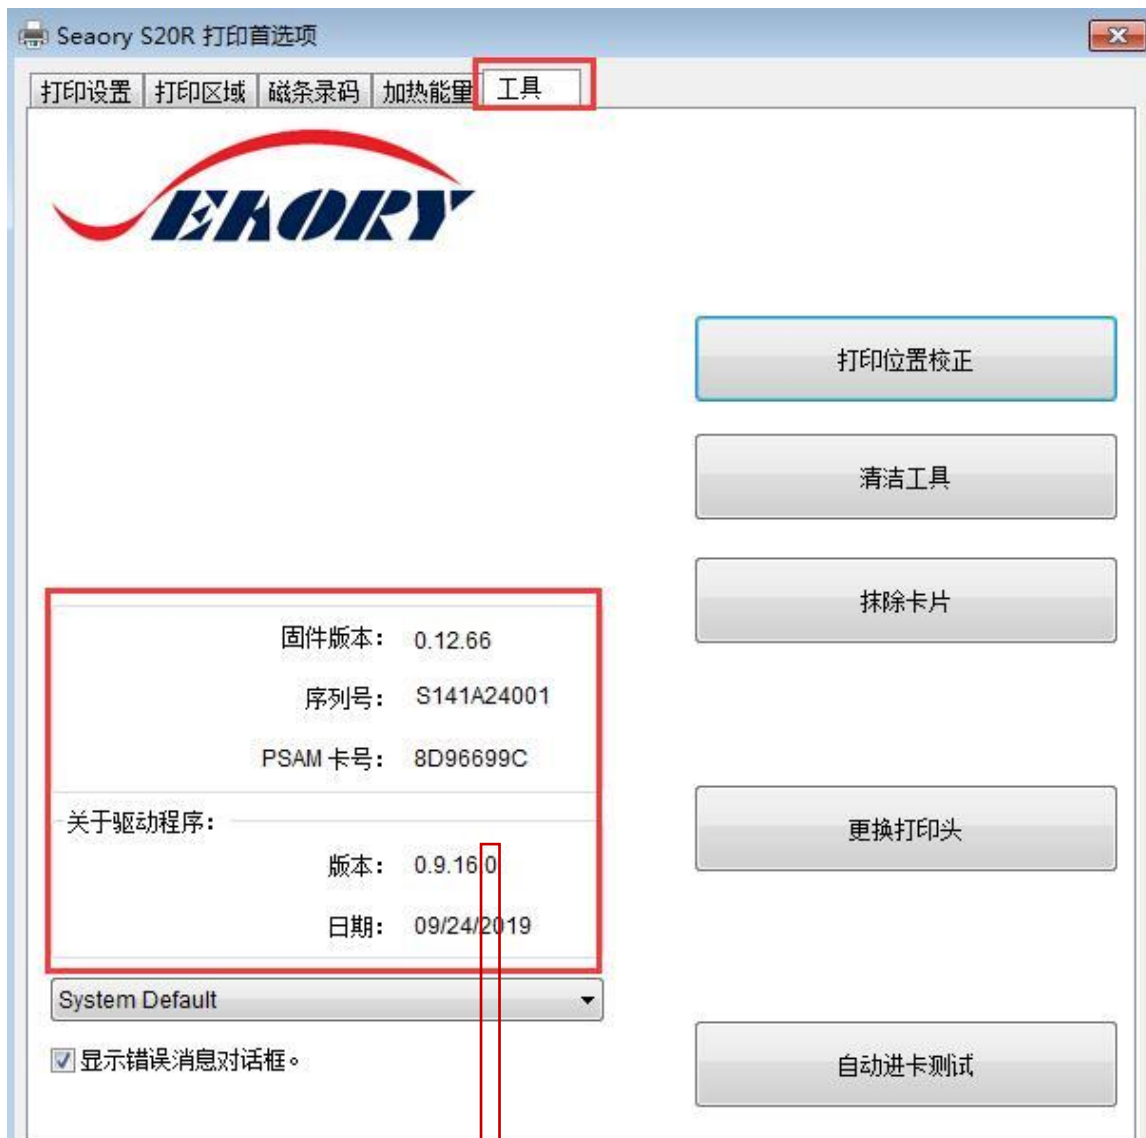 Seaory S20R 打印首选项
打印设置 打印区域 磁条录码 加热能量 工具
SEAORY
打印位置校正
清洁工具
抹除卡片
固件版本： 0.12.66
序列号： S141A24001
PSAM 卡号： 8D96699C
更换打印头
关于驱动程序：
版本： 0.9.16.0
日期： 09/24/2019
System Default
显示错误消息对话框。
自动进卡测试